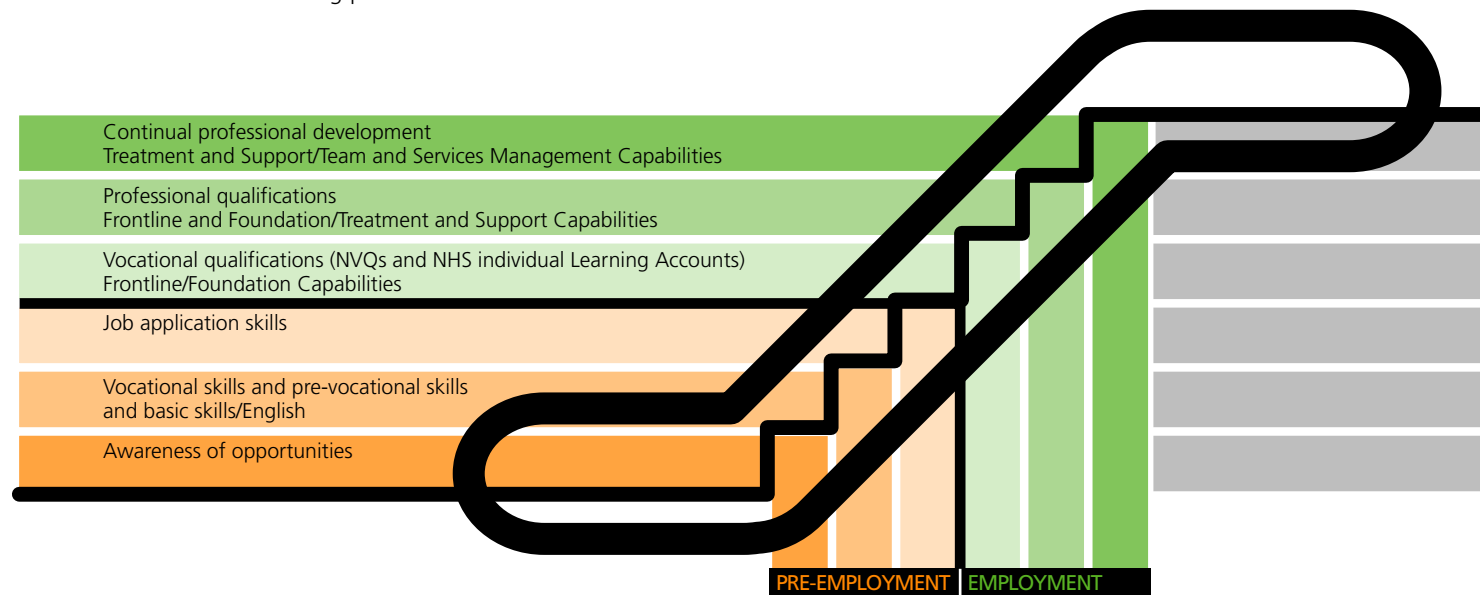 Continual professional development
Treatment and Support/Team and Services Management Capabilities
Professional qualifications
Frontline and Foundation/Treatment and Support Capabilities
Vocational qualifications (NVQs and NHS individual Learning Accounts)
Frontline/Foundation Capabilities
Job application skills
Vocational skills and pre-vocational skills
and basic skills/English
Awareness of opportunities
PRE-EMPLOYMENT EMPLOYMENT